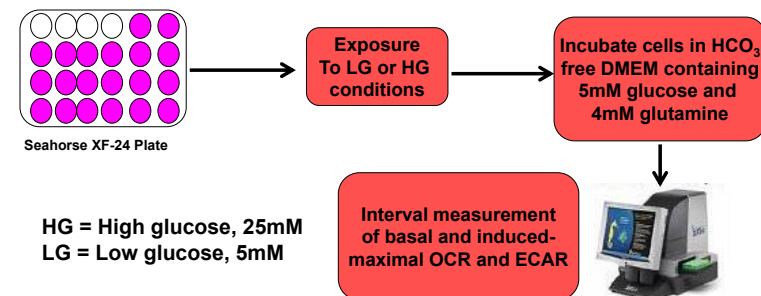 Exposure
To LG or HG
conditions
Incubate cells in HCO3
free DMEM containing
5mM glucose and
4mM glutamine
Seahorse XF-24 Plate
HG = High glucose, 25mM
LG = Low glucose, 5mM
Interval measurement
of basal and induced-
maximal OCR and ECAR